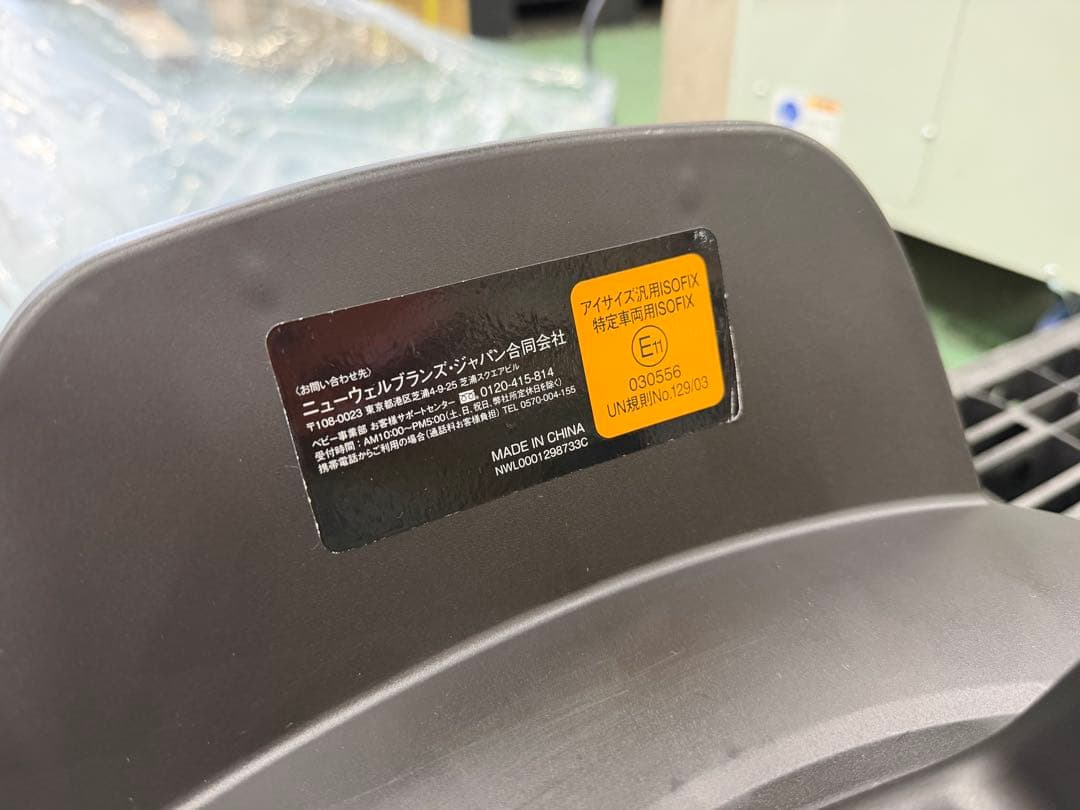 〈お問い合わせ先〉
ニューウェルブランズ・ジャパン合同会社
〒108-0023 東京都港区芝浦4-9-25 芝浦スクエアビル
ベビー事業部 お客様サポートセンター 0120-415-814
受付時間：AM10:00〜PM5:00（土、日、祝日、弊社所定休日を除く）
携帯電話からご利用の場合（通話料お客様負担） TEL 0570-004-155
MADE IN CHINA
NWL0001298733C
アイサイズ汎用ISOFIX
特定車両用ISOFIX
E11
030556
UN規則No.129/03